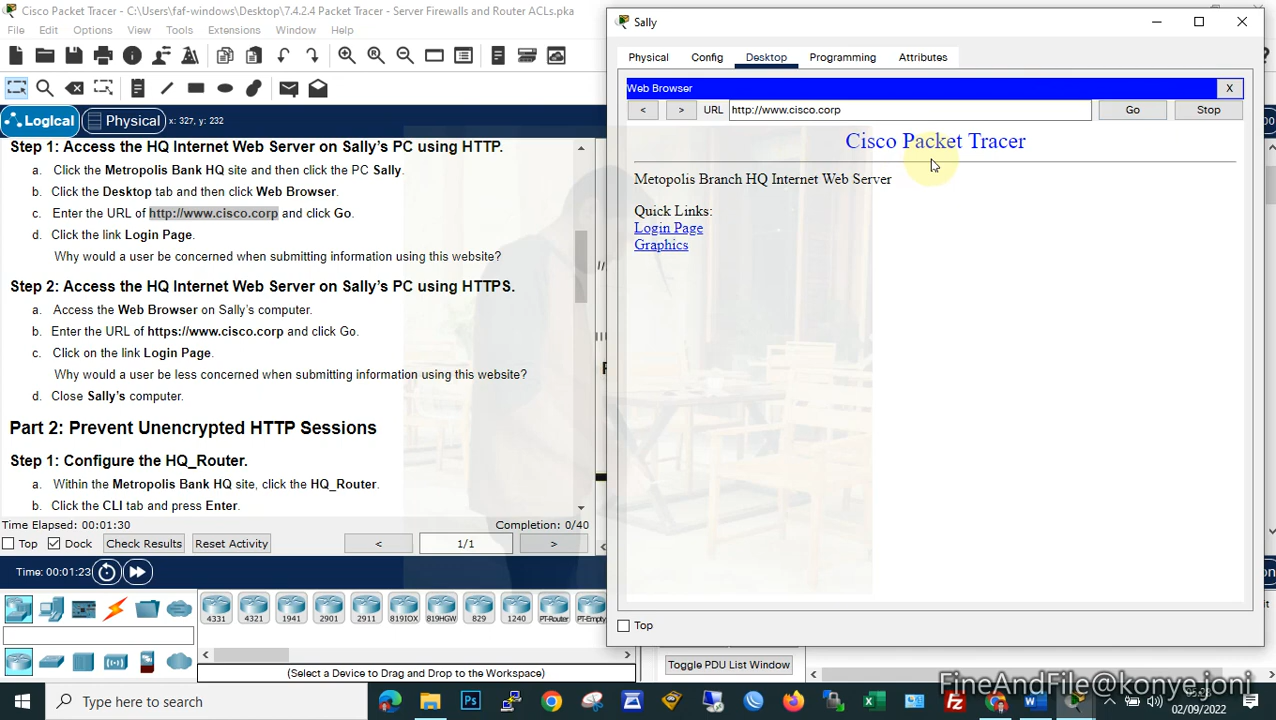 Cisco Packet Tracer - C:\Users\faf-windows\Desktop\7.4.2.4 Packet Tracer - Server Firewalls and Router ACLs.pka
File Edit Options View Tools Extensions Window Help
Logical Physical x: 327, y: 232
Step 1: Access the HQ Internet Web Server on Sally's PC using HTTP.
a. Click the Metropolis Bank HQ site and then click the PC Sally.
b. Click the Desktop tab and then click Web Browser.
c. Enter the URL of http://www.cisco.corp and click Go.
d. Click the link Login Page.
Why would a user be concerned when submitting information using this website?
Step 2: Access the HQ Internet Web Server on Sally's PC using HTTPS.
a. Access the Web Browser on Sally's computer.
b. Enter the URL of https://www.cisco.corp and click Go.
c. Click on the link Login Page.
Why would a user be less concerned when submitting information using this website?
d. Close Sally's computer.
Part 2: Prevent Unencrypted HTTP Sessions
Step 1: Configure the HQ_Router.
a. Within the Metropolis Bank HQ site, click the HQ_Router.
b. Click the CLI tab and press Enter.
Time Elapsed: 00:01:30 Completion: 0/40
Top Dock Check Results Reset Activity < 1/1 >
Time: 00:01:23
4331 4321 1941 2901 2911 819IOX 819HGW 829 1240 PT-Router PT-Empty
(Select a Device to Drag and Drop to the Workspace)
Sally
Physical Config Desktop Programming Attributes
Web Browser X
< > URL http://www.cisco.corp Go Stop
Cisco Packet Tracer
Metopolis Branch HQ Internet Web Server
Quick Links:
Login Page
Graphics
Top
Toggle PDU List Window
Type here to search
FineAndFile@konye.joni
02/09/2022